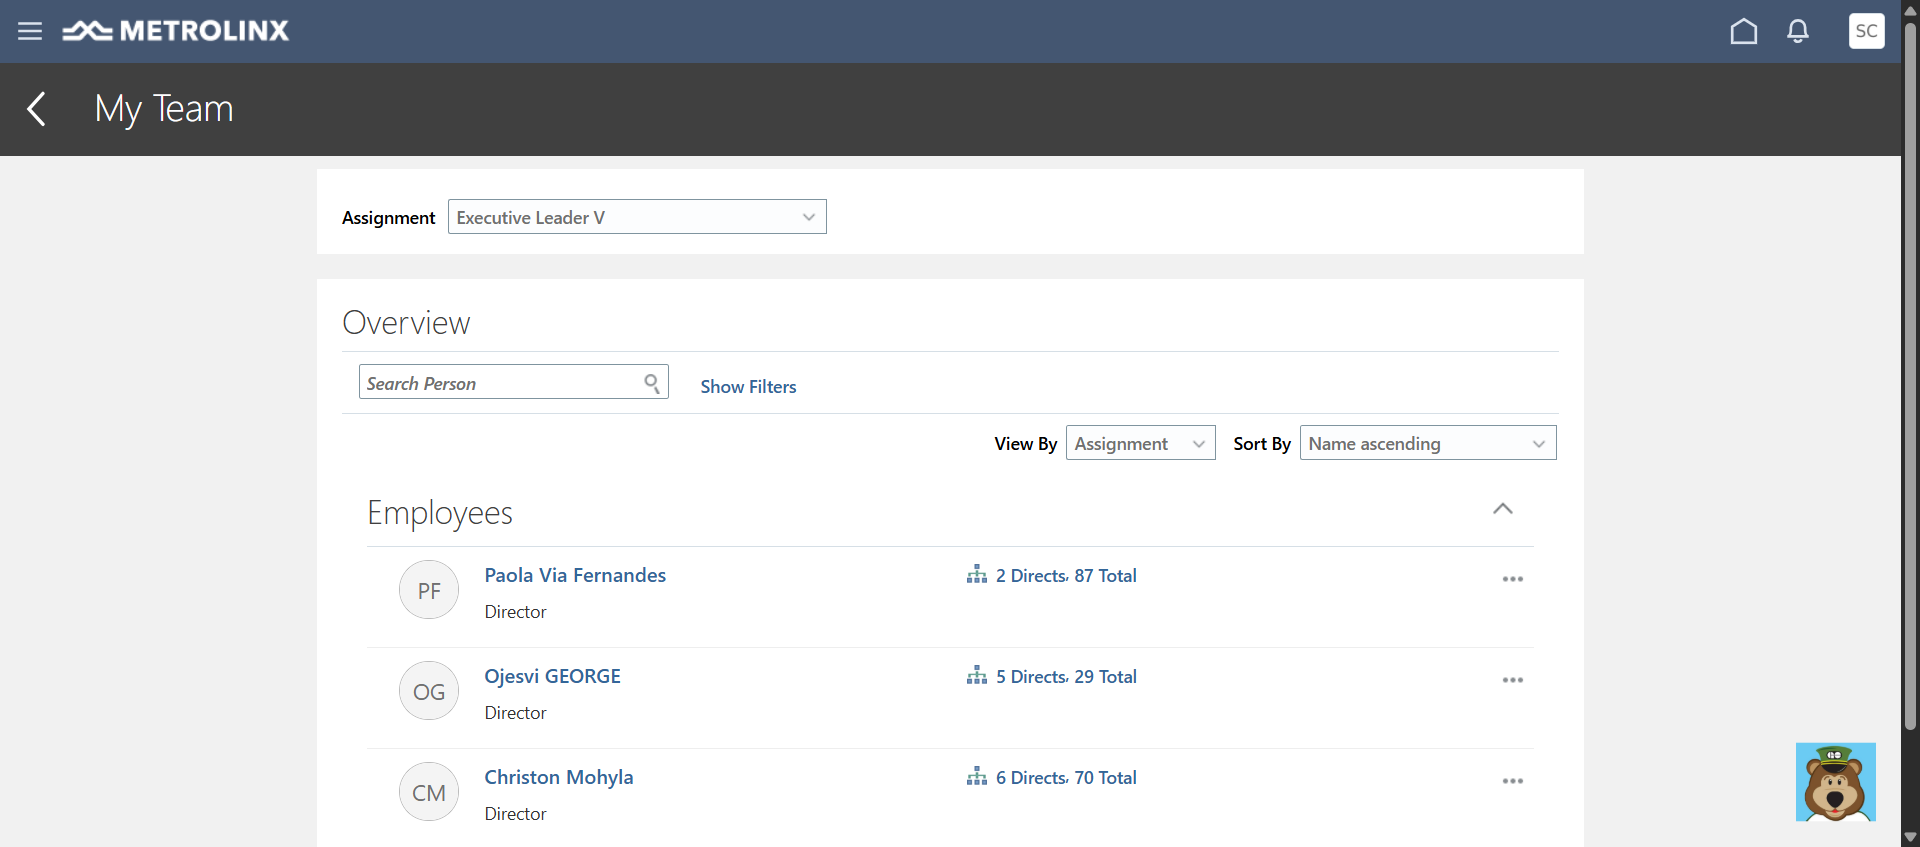 METROLINX
SC
My Team
Assignment Executive Leader V
Overview
Search Person Show Filters
View By Assignment Sort By Name ascending
Employees
PF Paola Via Fernandes 2 Directs, 87 Total
Director
OG Ojesvi GEORGE 5 Directs, 29 Total
Director
CM Christon Mohyla 6 Directs, 70 Total
Director
GO